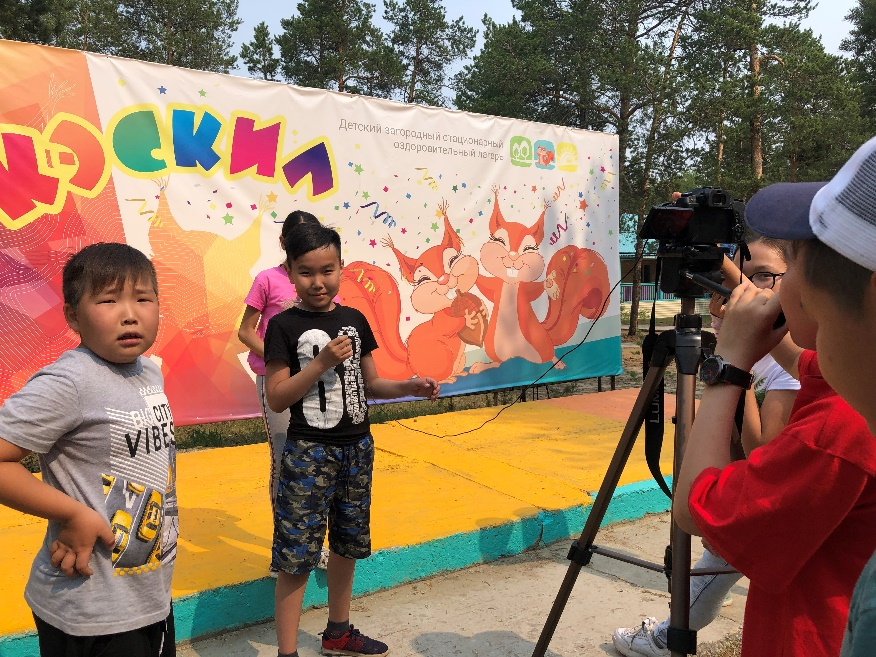 КЭСКИЛ
Детский загородный стационарный
оздоровительный лагерь
CITY
VIBES